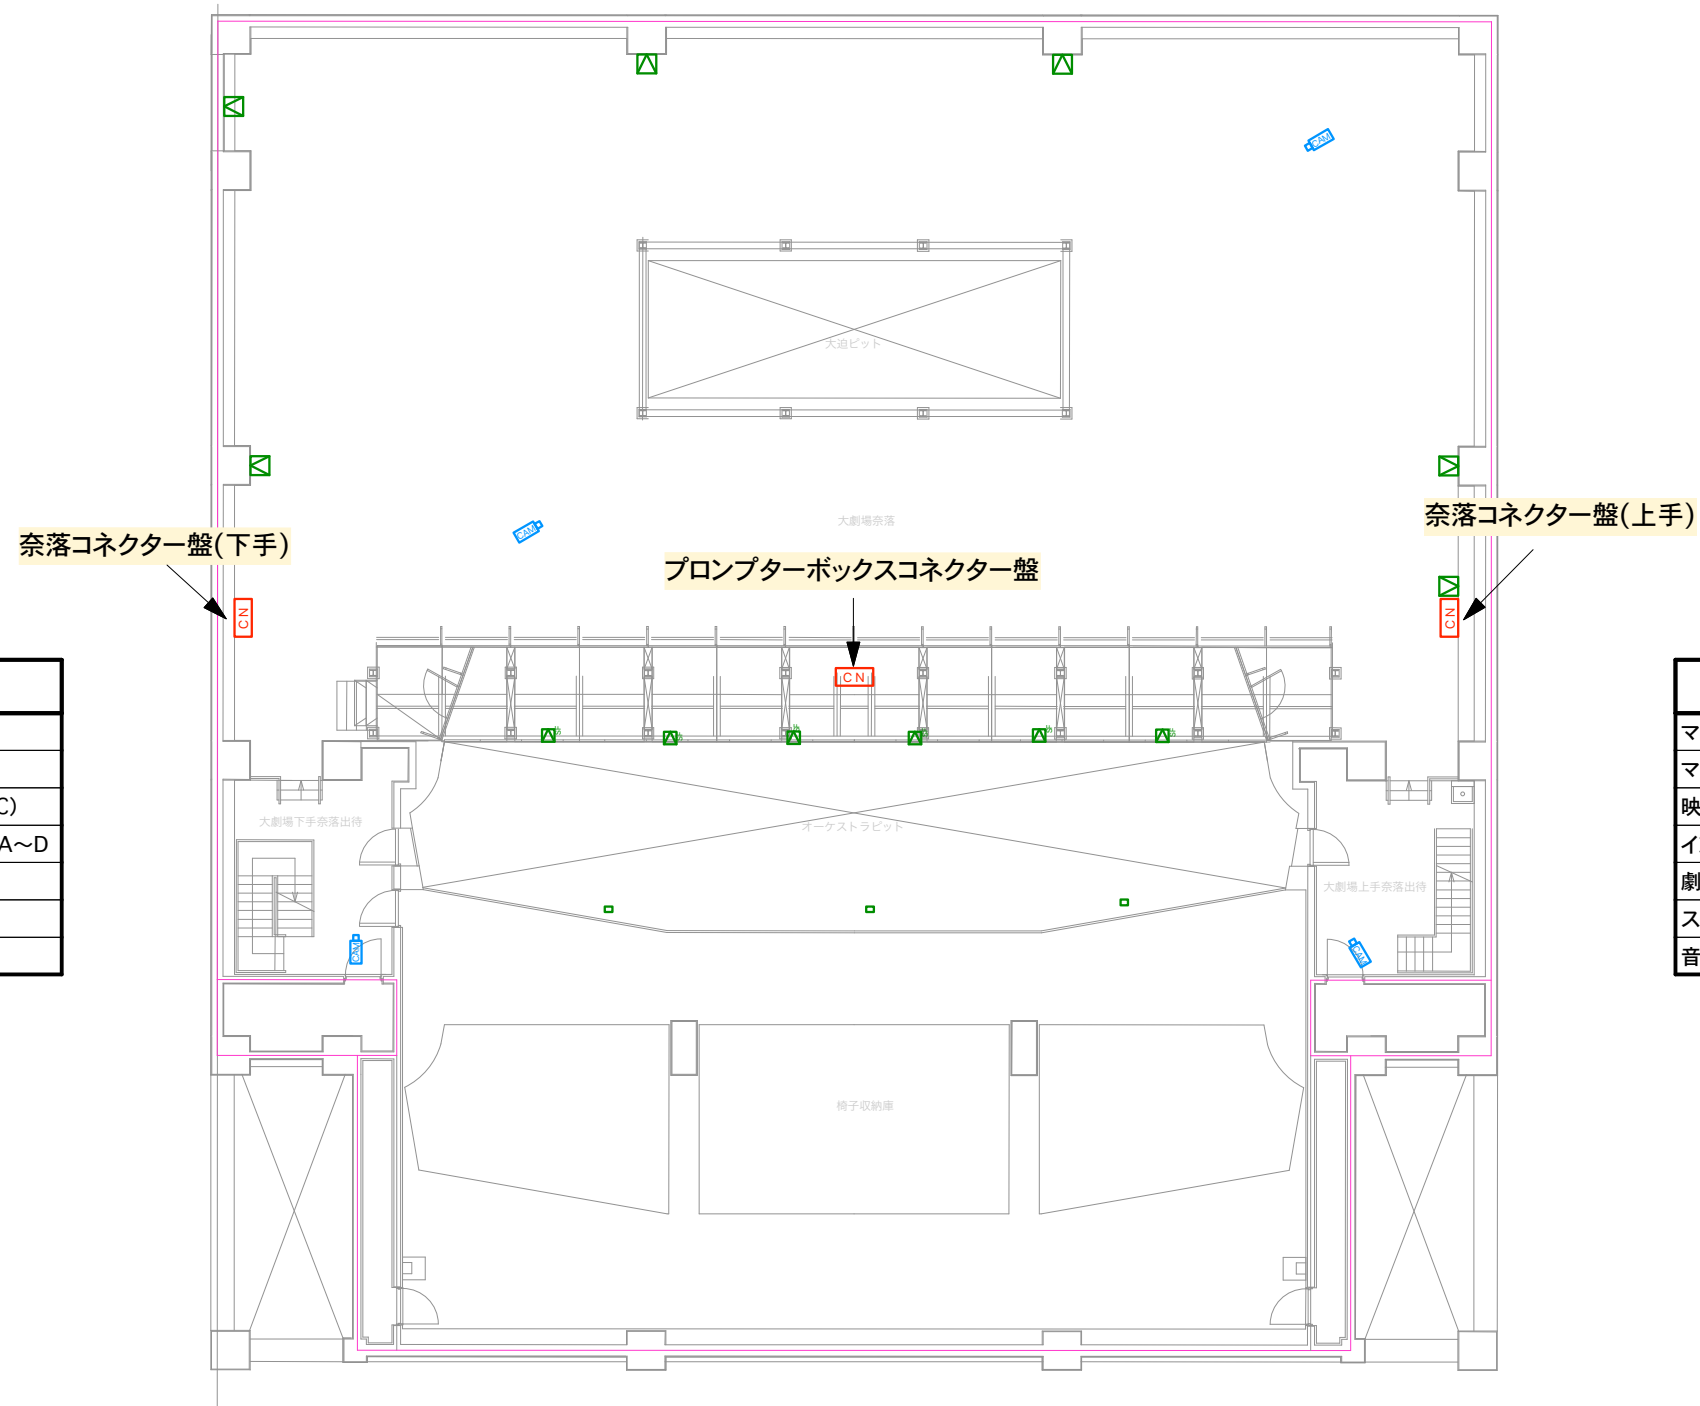 CAM
大迫ピット
奈落コネクター盤(上手)
大劇場奈落
CAM
奈落コネクター盤(下手)
プロンプターボックスコネクター盤
CN
CN
CN
C)
A〜D
マ
マ
映
イ
劇
ス
音
大劇場下手奈落出待
オーケストラピット
大劇場上手奈落出待
CAM
CAM
椅子収納庫